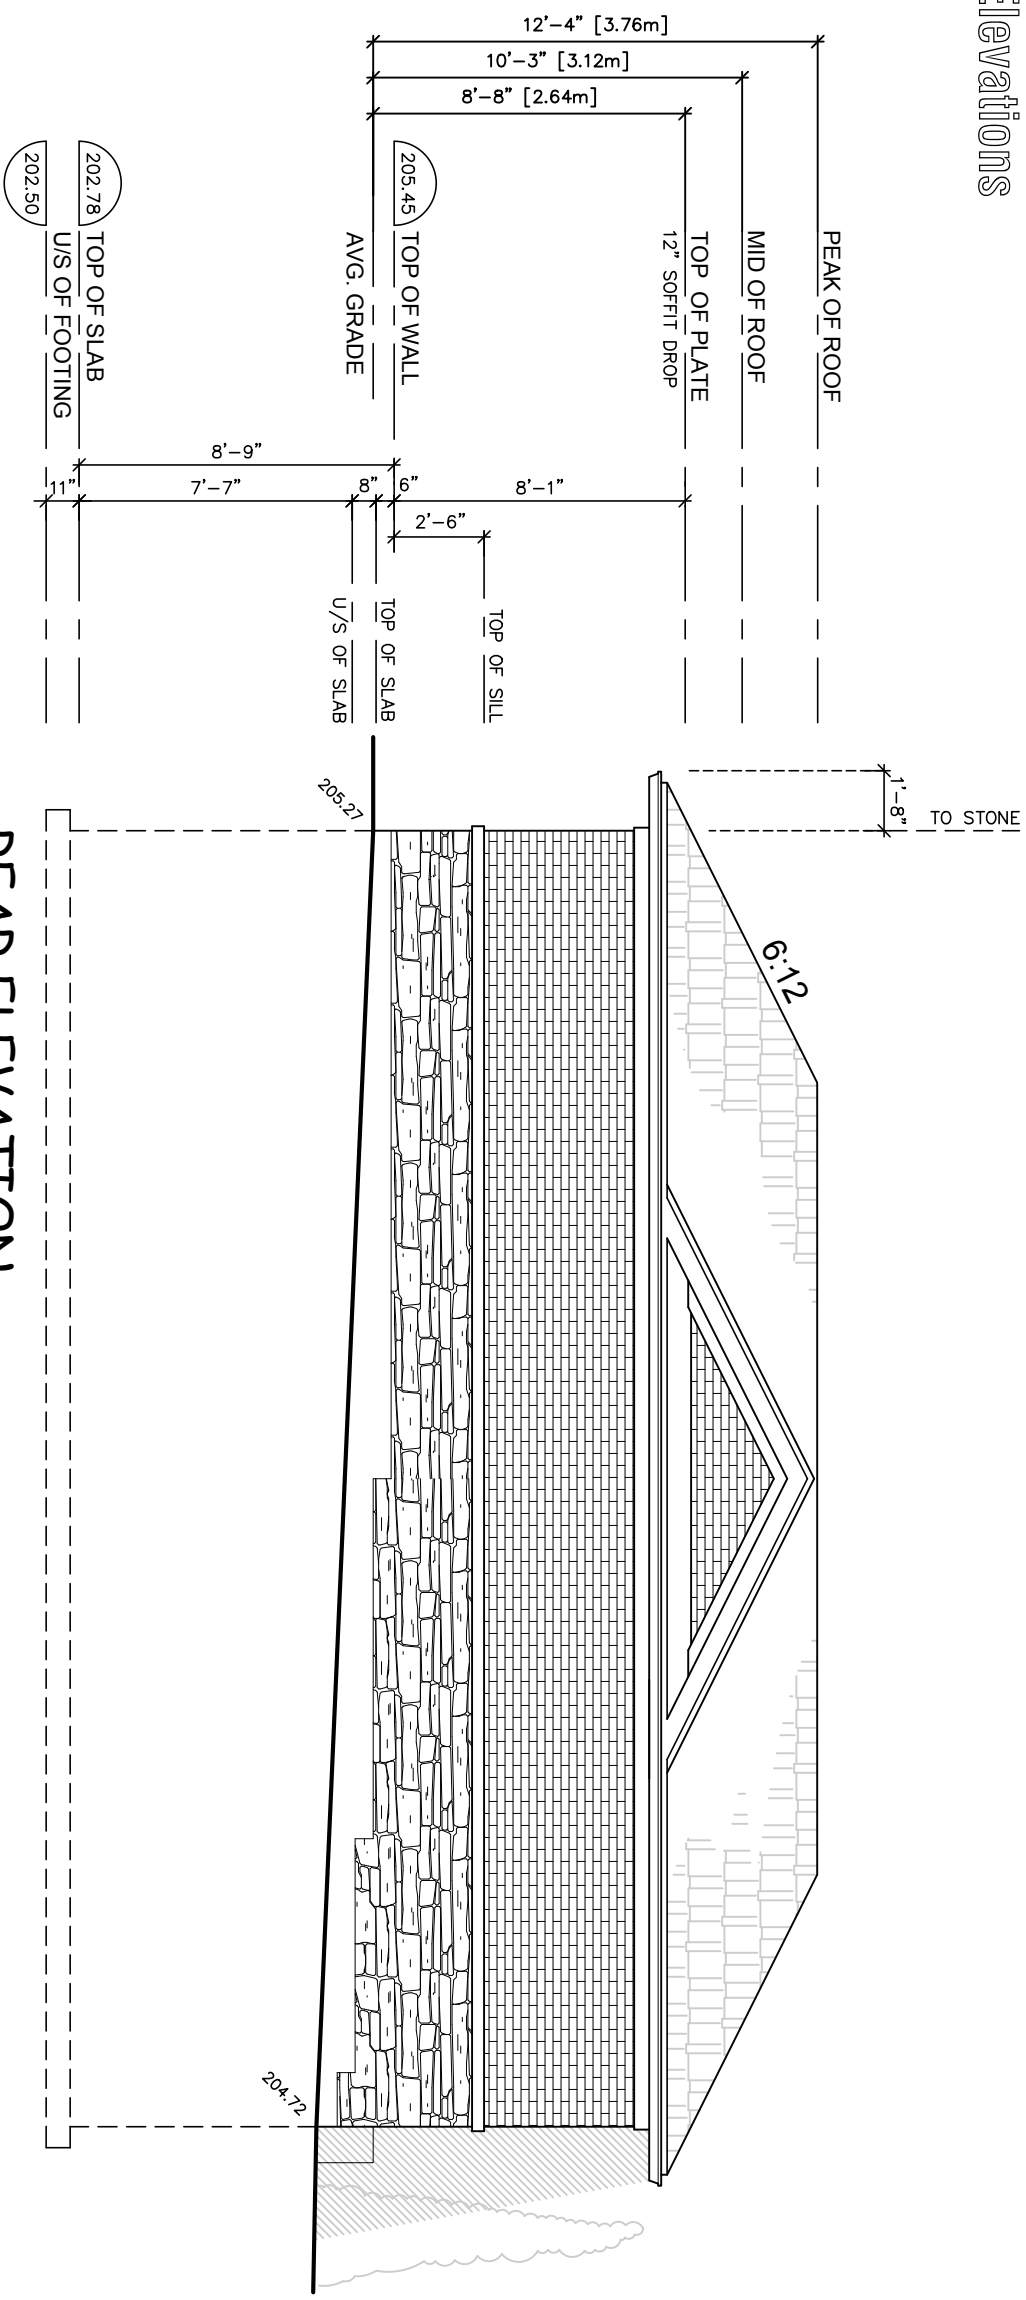 Elevations
12'-4" [3.76m]
10'-3" [3.12m]
8'-8" [2.64m]
PEAK OF ROOF
MID OF ROOF
TOP OF PLATE
12" SOFFIT DROP
205.45
TOP OF WALL
AVG. GRADE
202.78
TOP OF SLAB
202.50
U/S OF FOOTING
8'-1"
6"
8"
8'-9"
7'-7"
11"
2'-6"
TOP OF SILL
TOP OF SLAB
U/S OF SLAB
1'-8"
TO STONE
6:12
205.27
204.72
REAR ELEVATION